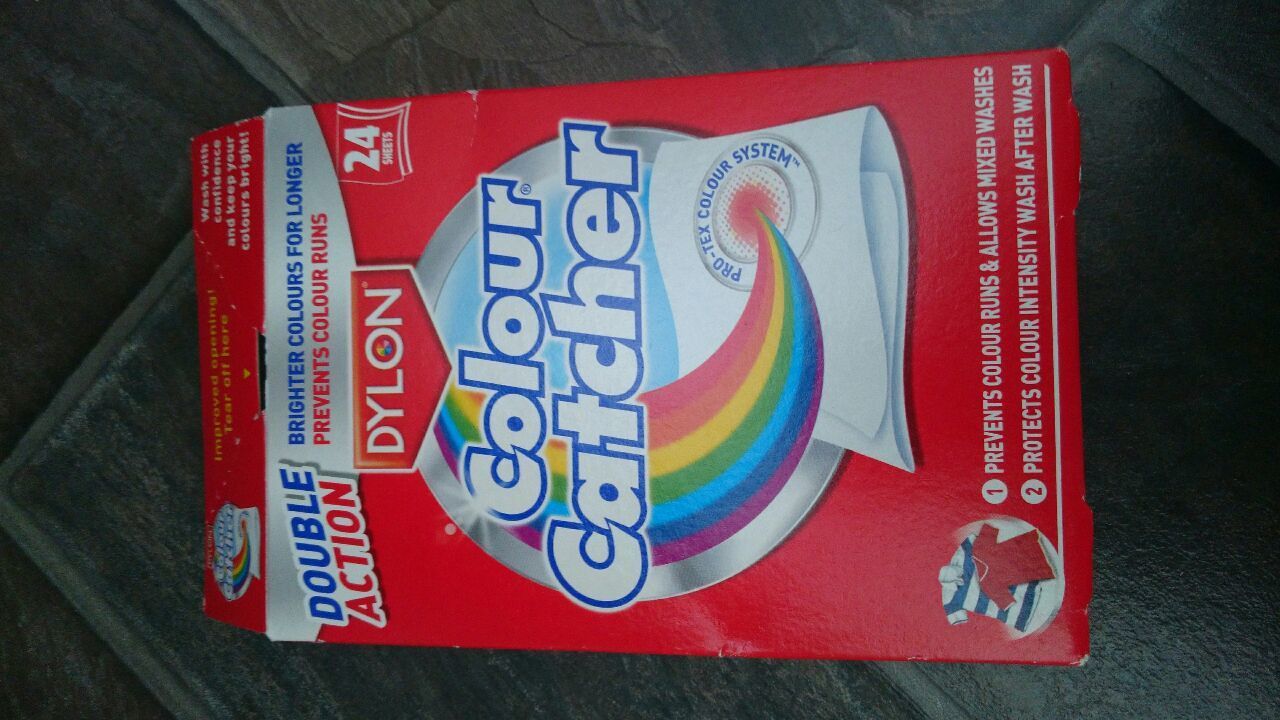 Wash with
confidence
and keep your
colours bright!
Improved opening!
Tear off here
DOUBLE
ACTION
BRIGHTER COLOURS FOR LONGER
PREVENTS COLOUR RUNS
24
SHEETS
DYLON®
Colour®
Catcher
PRO-TEX COLOUR SYSTEM™
1 PREVENTS COLOUR RUNS & ALLOWS MIXED WASHES
2 PROTECTS COLOUR INTENSITY WASH AFTER WASH